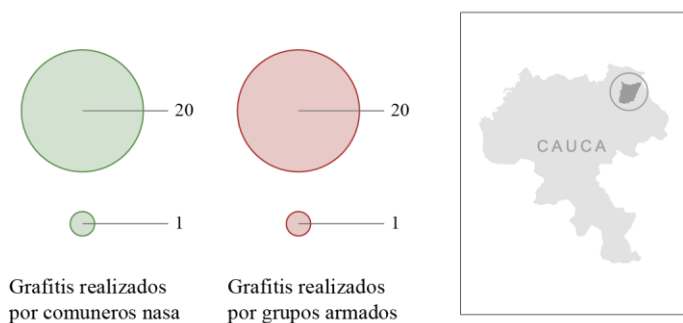 20
20
1
1
Grafitis realizados
por comuneros nasa
Grafitis realizados
por grupos armados
CAUCA